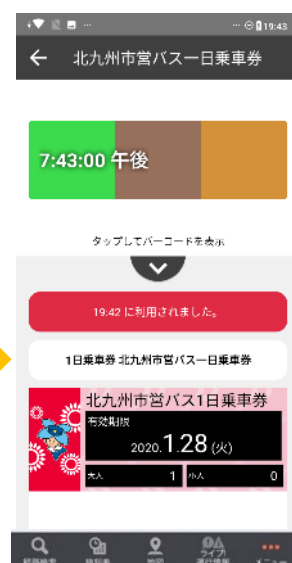 19:43
北九州市営バス一日乗車券
7:43:00 午後
タップしてバーコードを表示
19:42 に利用されました。
1日乗車券 北九州市営バス一日乗車券
北九州市営バス1日乗車券
有効期限
2020.1.28 (火)
大人 1 小人 0
経路検索 時刻表 地図 運行情報 メニュー